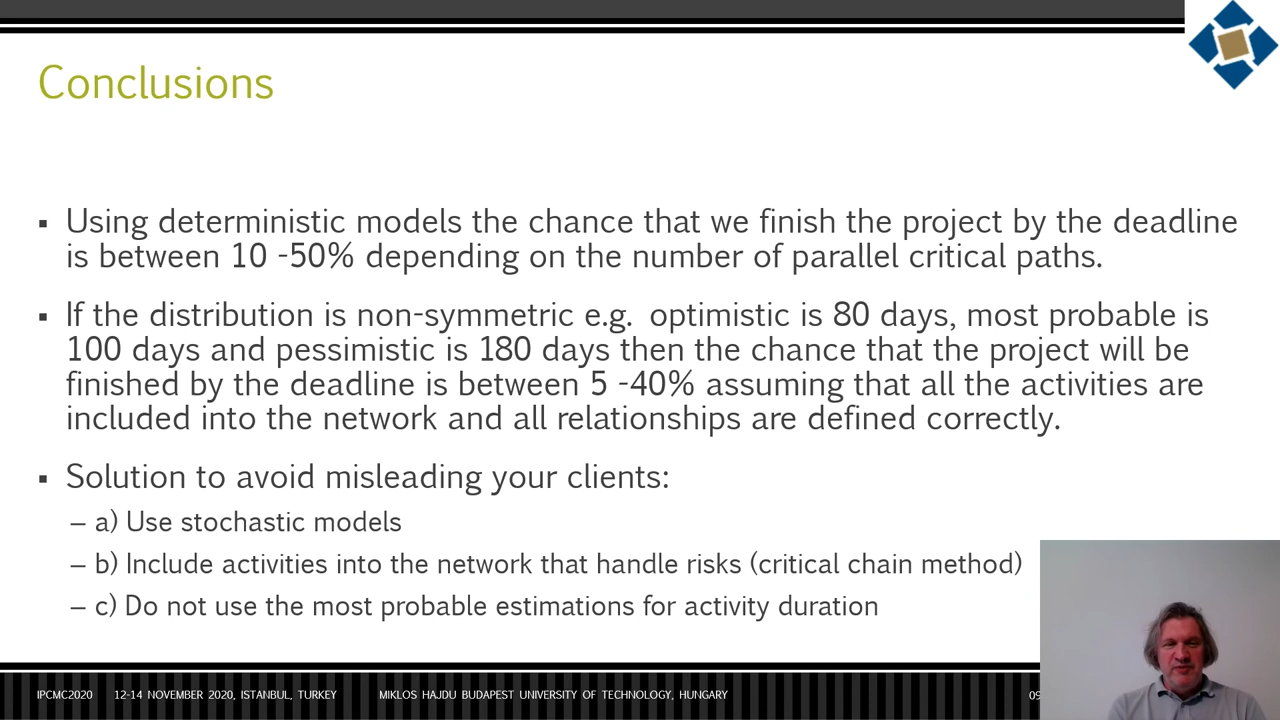 Conclusions
▪ Using deterministic models the chance that we finish the project by the deadline
is between 10 -50% depending on the number of parallel critical paths.
▪ If the distribution is non-symmetric e.g. optimistic is 80 days, most probable is
100 days and pessimistic is 180 days then the chance that the project will be
finished by the deadline is between 5 -40% assuming that all the activities are
included into the network and all relationships are defined correctly.
▪ Solution to avoid misleading your clients:
– a) Use stochastic models
– b) Include activities into the network that handle risks (critical chain method)
– c) Do not use the most probable estimations for activity duration
IPCMC2020 12-14 NOVEMBER 2020, ISTANBUL, TURKEY MIKLOS HAJDU BUDAPEST UNIVERSITY OF TECHNOLOGY, HUNGARY 09